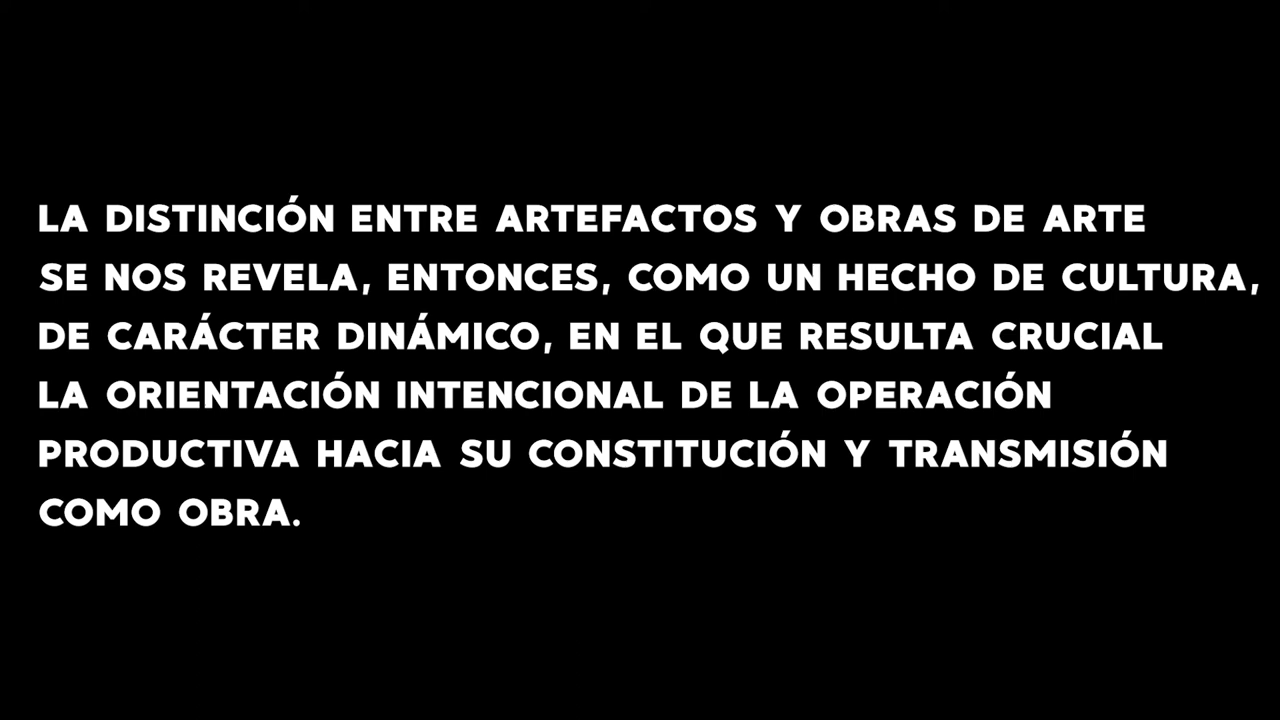 LA DISTINCIÓN ENTRE ARTEFACTOS Y OBRAS DE ARTE
SE NOS REVELA, ENTONCES, COMO UN HECHO DE CULTURA,
DE CARÁCTER DINÁMICO, EN EL QUE RESULTA CRUCIAL
LA ORIENTACIÓN INTENCIONAL DE LA OPERACIÓN
PRODUCTIVA HACIA SU CONSTITUCIÓN Y TRANSMISIÓN
COMO OBRA.